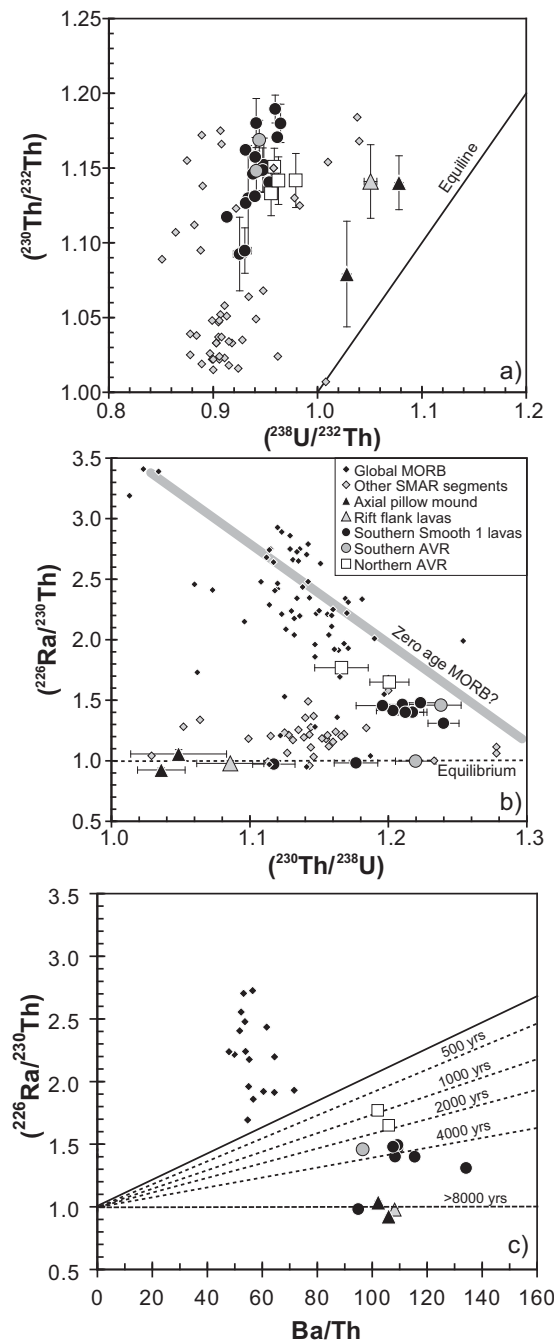 1.25
1.20
1.15
1.10
1.05
1.00
(²³⁰Th/²³²Th)
Equiline
a)
0.8
0.9
1.0
1.1
1.2
(²³⁸U/²³²Th)
3.5
3.0
2.5
2.0
1.5
1.0
0.5
(²²⁶Ra/²³⁰Th)
Global MORB
Other SMAR segments
Axial pillow mound
Rift flank lavas
Southern Smooth 1 lavas
Southern AVR
Northern AVR
Zero age MORB?
Equilibrium
b)
1.0
1.1
1.2
1.3
(²³⁰Th/²³⁸U)
3.5
3.0
2.5
2.0
1.5
1.0
0.5
(²²⁶Ra/²³⁰Th)
500 yrs
1000 yrs
2000 yrs
4000 yrs
>8000 yrs
c)
0
20
40
60
80
100
120
140
160
Ba/Th